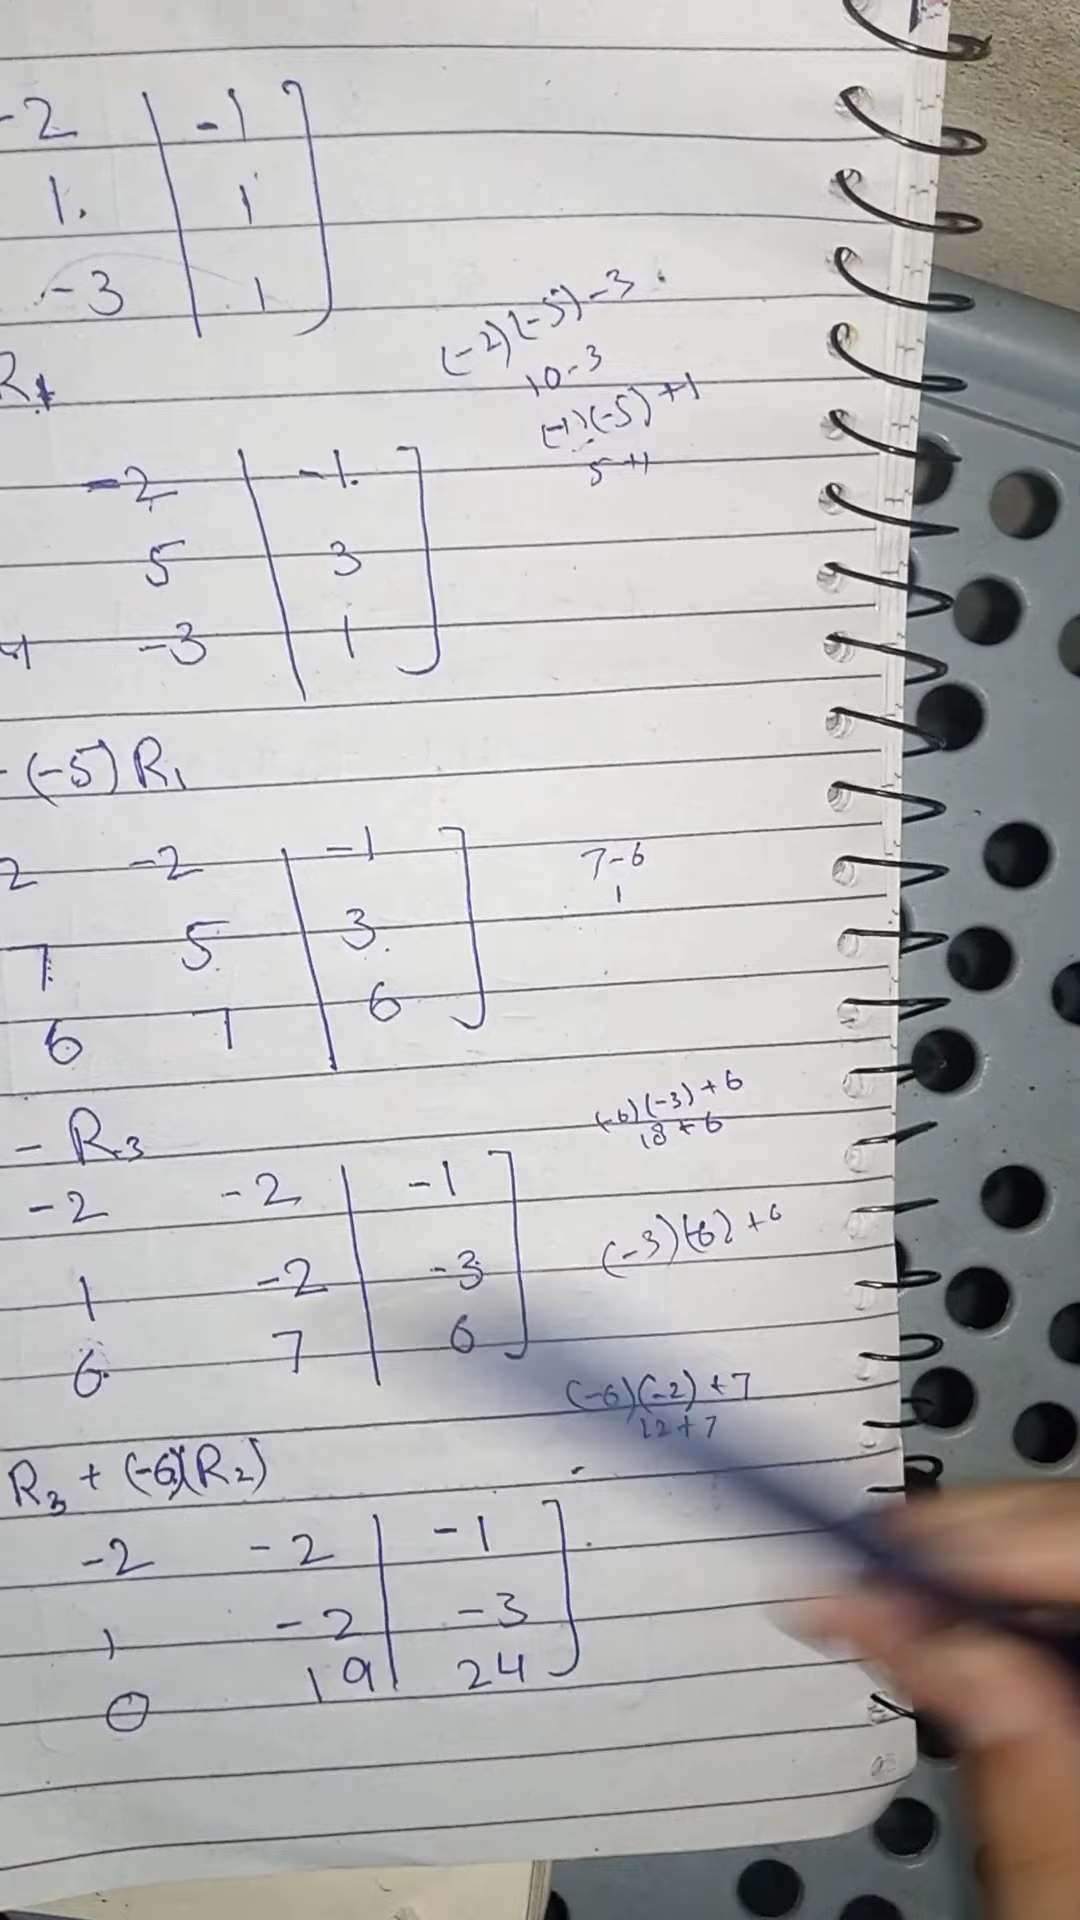 -2 | -1 ]
1. | 1
-3 | 1
(-2)(-5)-3
10-3
R1
(-1)(-5)+1
5+1
-2 | -1. ]
5 | 3
4 -3 | 1
-(-5)R1
2 -2 | -1 ]
7 5 | 3.
6 7 | 6
7-6
1
- R3
(-6)(-3)+6
18+6
-2 -2 | -1 ]
1 -2 | -3
6 7 | 6
(-3)(-6)+6
(-6)(-2)+7
12+7
R3 + (-6)(R2)
-2 -2 | -1 ]
1 -2 | -3
0 19 | 24